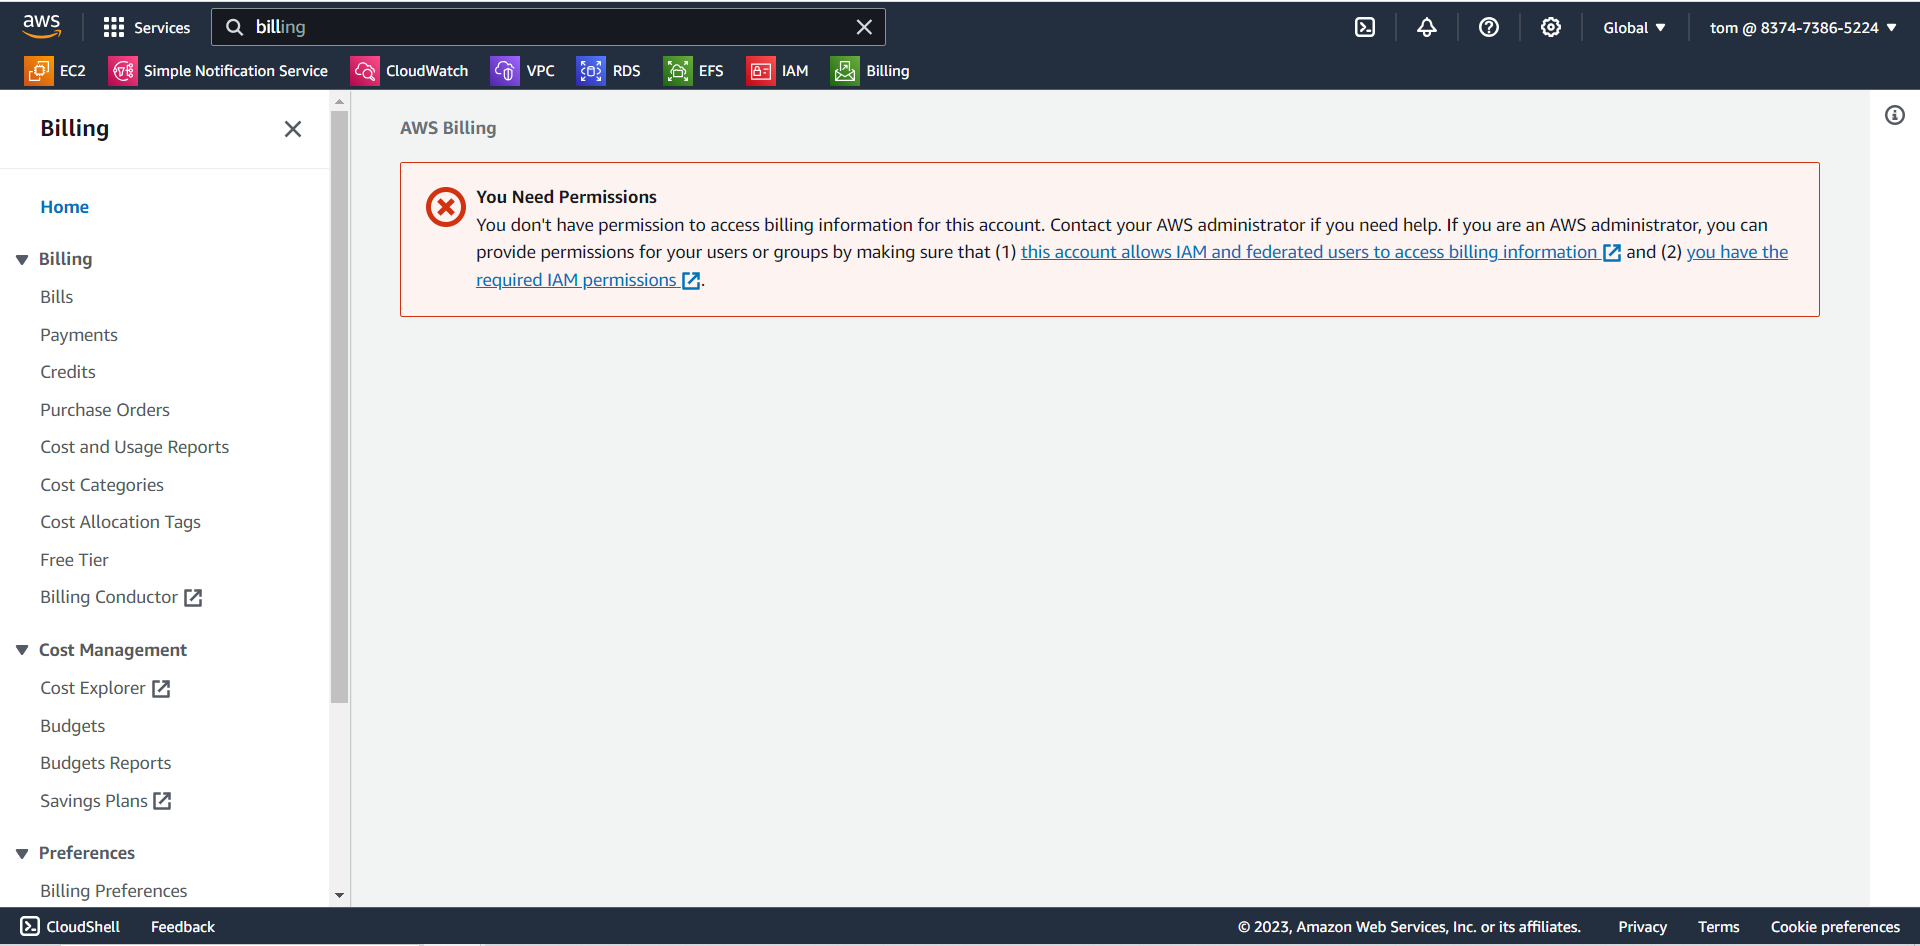 aws
Services
billing
Global
tom @ 8374-7386-5224
EC2
Simple Notification Service
CloudWatch
VPC
RDS
EFS
IAM
Billing
Billing
Home
Billing
Bills
Payments
Credits
Purchase Orders
Cost and Usage Reports
Cost Categories
Cost Allocation Tags
Free Tier
Billing Conductor
Cost Management
Cost Explorer
Budgets
Budgets Reports
Savings Plans
Preferences
Billing Preferences
AWS Billing
You Need Permissions
You don't have permission to access billing information for this account. Contact your AWS administrator if you need help. If you are an AWS administrator, you can
provide permissions for your users or groups by making sure that (1) this account allows IAM and federated users to access billing information and (2) you have the
required IAM permissions .
CloudShell
Feedback
© 2023, Amazon Web Services, Inc. or its affiliates.
Privacy
Terms
Cookie preferences